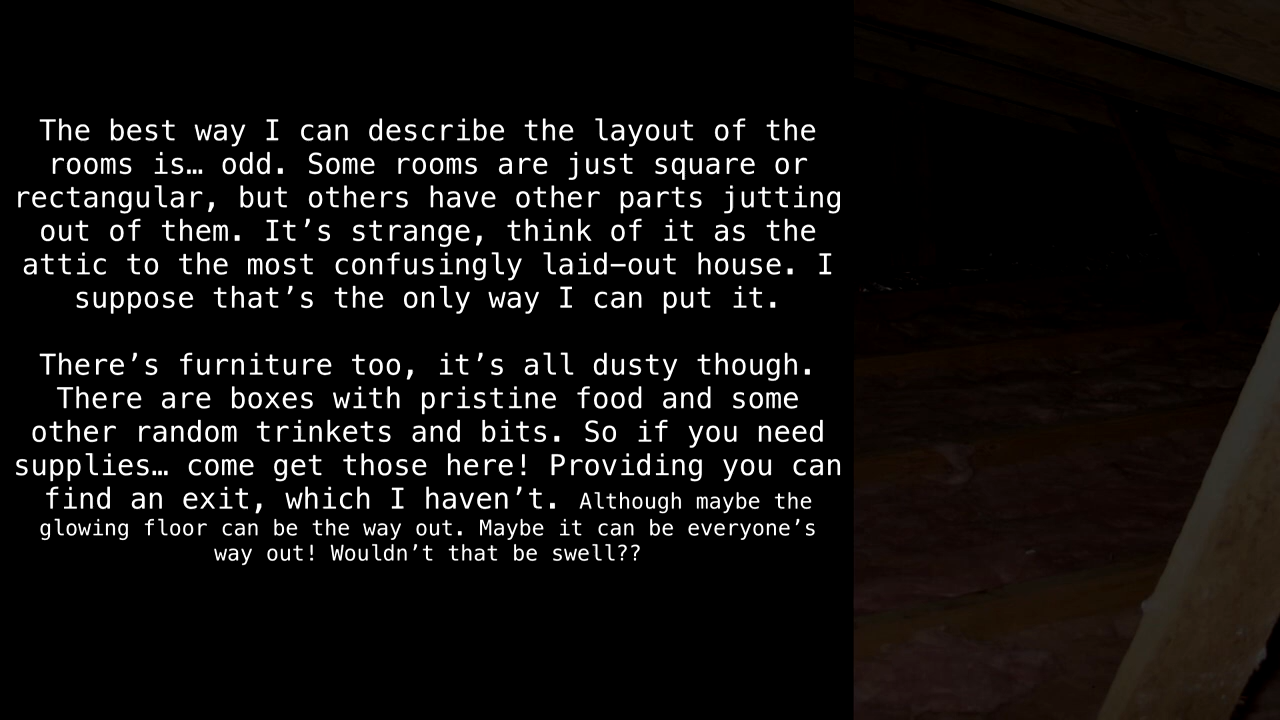 The best way I can describe the layout of the
rooms is… odd. Some rooms are just square or
rectangular, but others have other parts jutting
out of them. It’s strange, think of it as the
attic to the most confusingly laid-out house. I
suppose that’s the only way I can put it.
There’s furniture too, it’s all dusty though.
There are boxes with pristine food and some
other random trinkets and bits. So if you need
supplies… come get those here! Providing you can
find an exit, which I haven’t. Although maybe the
glowing floor can be the way out. Maybe it can be everyone’s
way out! Wouldn’t that be swell??